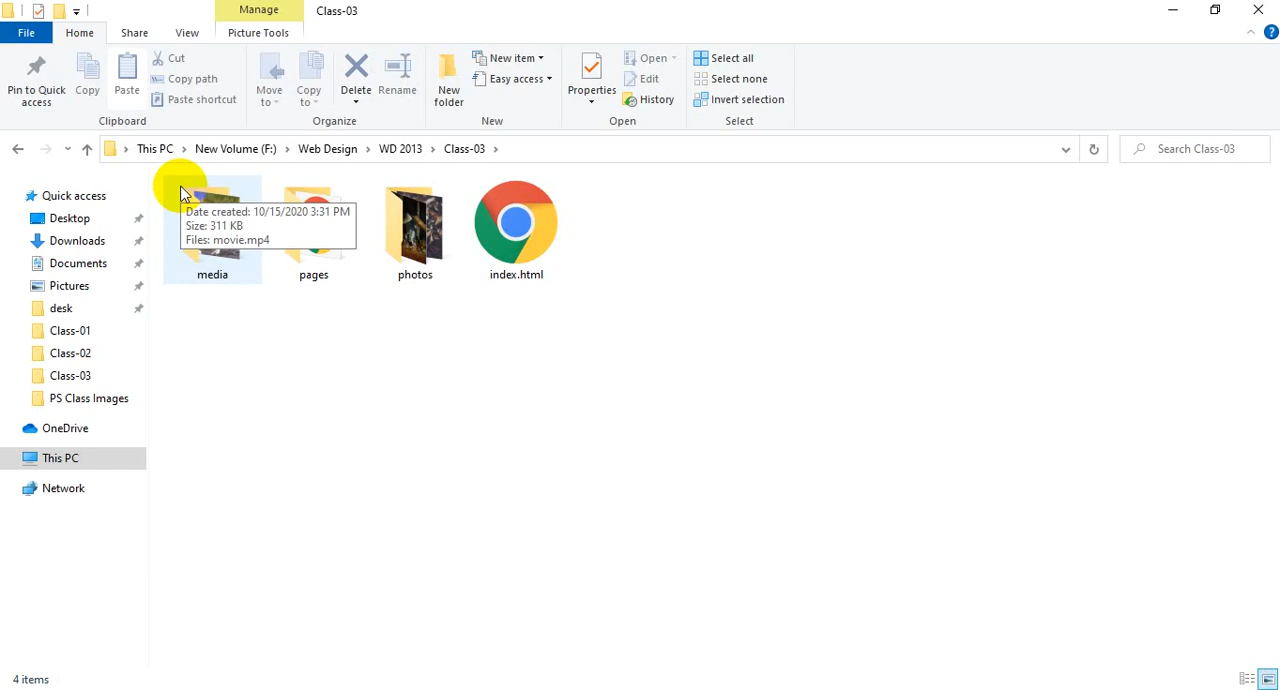 Manage
Class-03
File
Home
Share
View
Picture Tools
Pin to Quick access
Copy
Paste
Cut
Copy path
Paste shortcut
Clipboard
Move to
Copy to
Delete
Rename
Organize
New folder
New item
Easy access
New
Properties
Open
Edit
History
Open
Select all
Select none
Invert selection
Select
This PC > New Volume (F:) > Web Design > WD 2013 > Class-03 >
Search Class-03
Quick access
Desktop
Downloads
Documents
Pictures
desk
Class-01
Class-02
Class-03
PS Class Images
OneDrive
This PC
Network
Date created: 10/15/2020 3:31 PM
Size: 311 KB
Files: movie.mp4
media
pages
photos
index.html
4 items